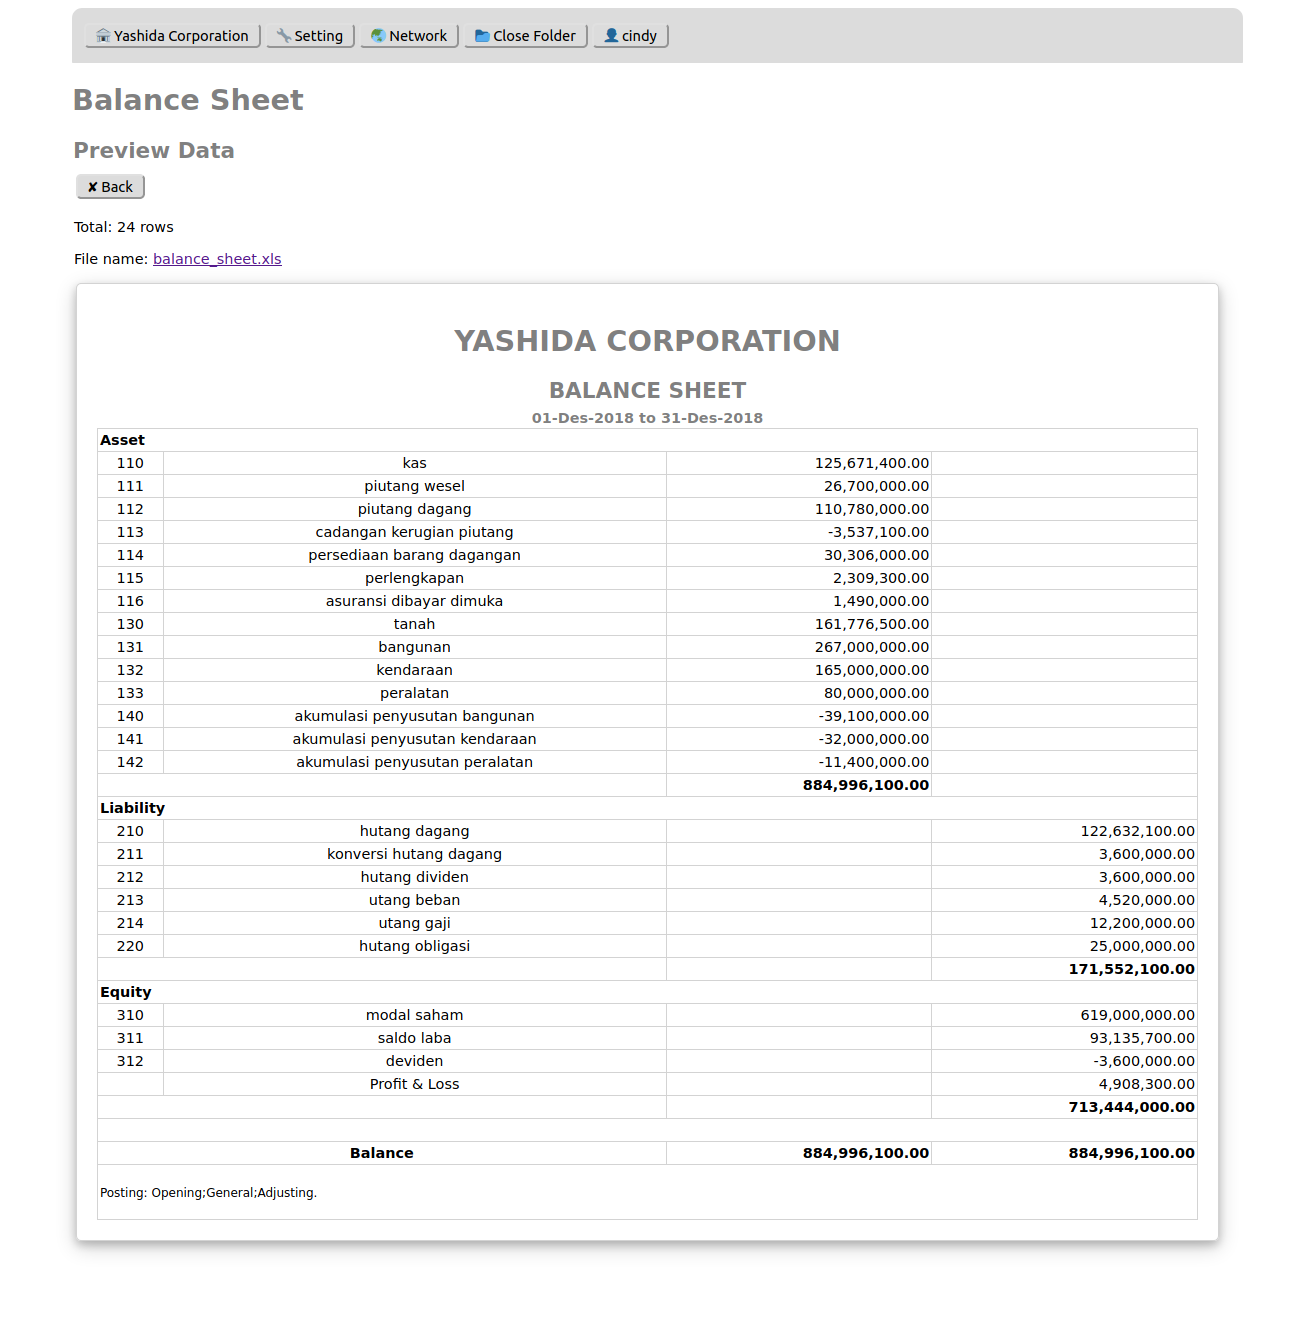 Yashida Corporation Setting Network Close Folder cindy
Balance Sheet
Preview Data
✘ Back
Total: 24 rows
File name: balance_sheet.xls
YASHIDA CORPORATION
BALANCE SHEET
01-Des-2018 to 31-Des-2018
Asset
110 kas 125,671,400.00
111 piutang wesel 26,700,000.00
112 piutang dagang 110,780,000.00
113 cadangan kerugian piutang -3,537,100.00
114 persediaan barang dagangan 30,306,000.00
115 perlengkapan 2,309,300.00
116 asuransi dibayar dimuka 1,490,000.00
130 tanah 161,776,500.00
131 bangunan 267,000,000.00
132 kendaraan 165,000,000.00
133 peralatan 80,000,000.00
140 akumulasi penyusutan bangunan -39,100,000.00
141 akumulasi penyusutan kendaraan -32,000,000.00
142 akumulasi penyusutan peralatan -11,400,000.00
884,996,100.00
Liability
210 hutang dagang 122,632,100.00
211 konversi hutang dagang 3,600,000.00
212 hutang dividen 3,600,000.00
213 utang beban 4,520,000.00
214 utang gaji 12,200,000.00
220 hutang obligasi 25,000,000.00
171,552,100.00
Equity
310 modal saham 619,000,000.00
311 saldo laba 93,135,700.00
312 deviden -3,600,000.00
Profit & Loss 4,908,300.00
713,444,000.00
Balance 884,996,100.00 884,996,100.00
Posting: Opening;General;Adjusting.